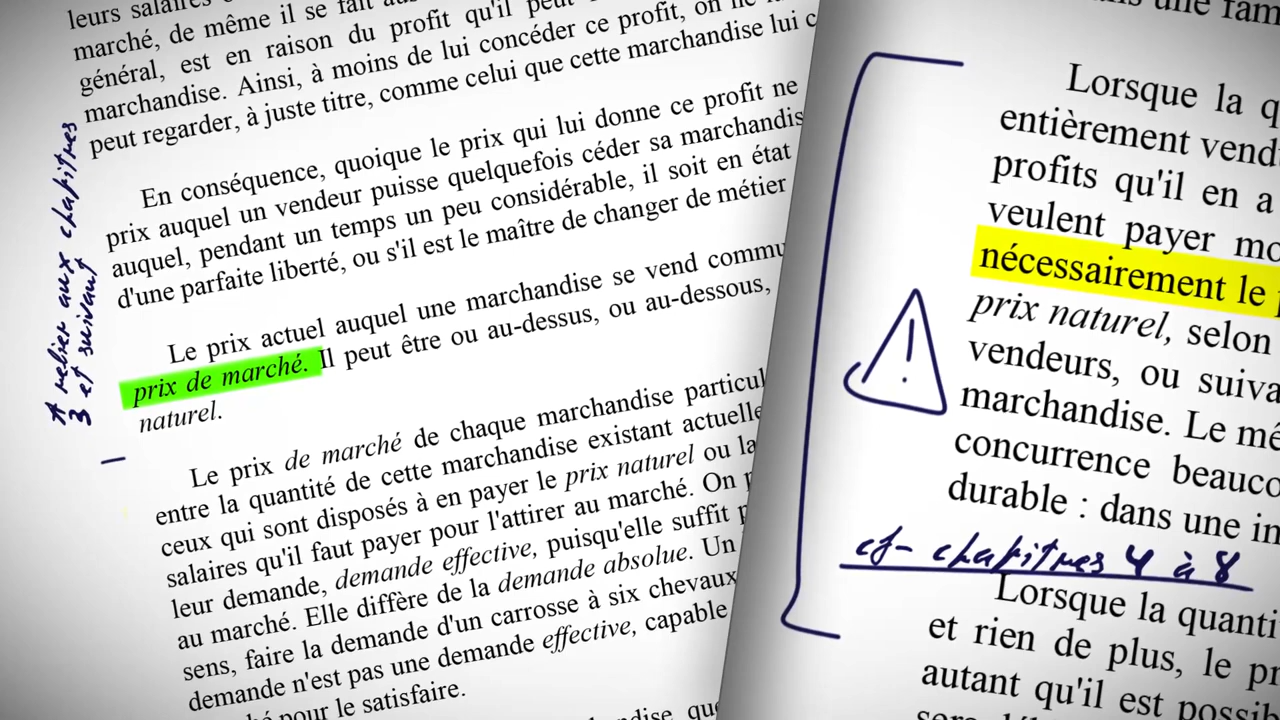 leurs salaires
marché, de même il se fait
général, est en raison du profit qu'il peut
marchandise. Ainsi, à moins de lui concéder ce profit, on ne
peut regarder, à juste titre, comme celui que cette marchandise lui c
En conséquence, quoique le prix qui lui donne ce profit ne
prix auquel un vendeur puisse quelquefois céder sa marchandis
auquel, pendant un temps un peu considérable, il soit en état
d'une parfaite liberté, ou s'il est le maître de changer de métier
Le prix actuel auquel une marchandise se vend commu
prix de marché. Il peut être ou au-dessus, ou au-dessous,
naturel.
Le prix de marché de chaque marchandise particul
entre la quantité de cette marchandise existant actuelle
ceux qui sont disposés à en payer le prix naturel ou la
salaires qu'il faut payer pour l'attirer au marché. On p
leur demande, demande effective, puisqu'elle suffit p
au marché. Elle diffère de la demande absolue. Un
sens, faire la demande d'un carrosse à six chevaux
demande n'est pas une demande effective, capable
pour le satisfaire.
relier aux chapitres
3 et suivant
Lorsque la q
entièrement vend
profits qu'il en a
veulent payer mo
nécessairement le p
prix naturel, selon
vendeurs, ou suiva
marchandise. Le mé
concurrence beauco
durable : dans une in
cf- chapitres 4 à 8
Lorsque la quanti
et rien de plus, le pr
autant qu'il est possib